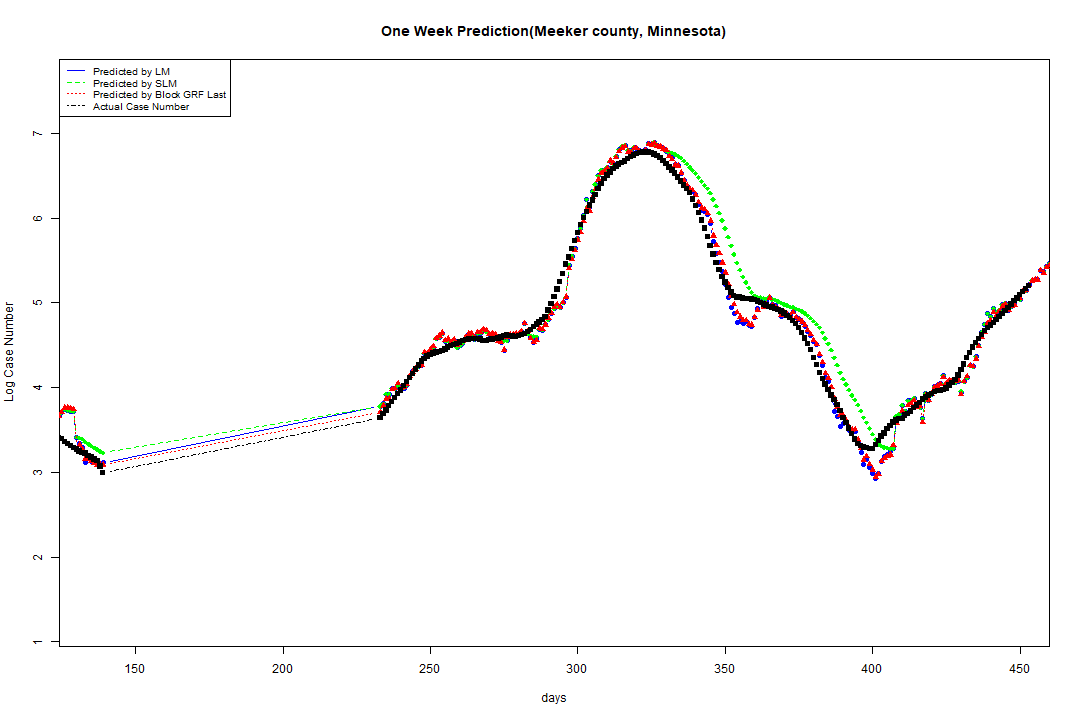 One Week Prediction(Meeker county, Minnesota)
Predicted by LM
Predicted by SLM
Predicted by Block GRF Last
Actual Case Number
Log Case Number
7
6
5
4
3
2
1
150 200 250 300 350 400 450
days